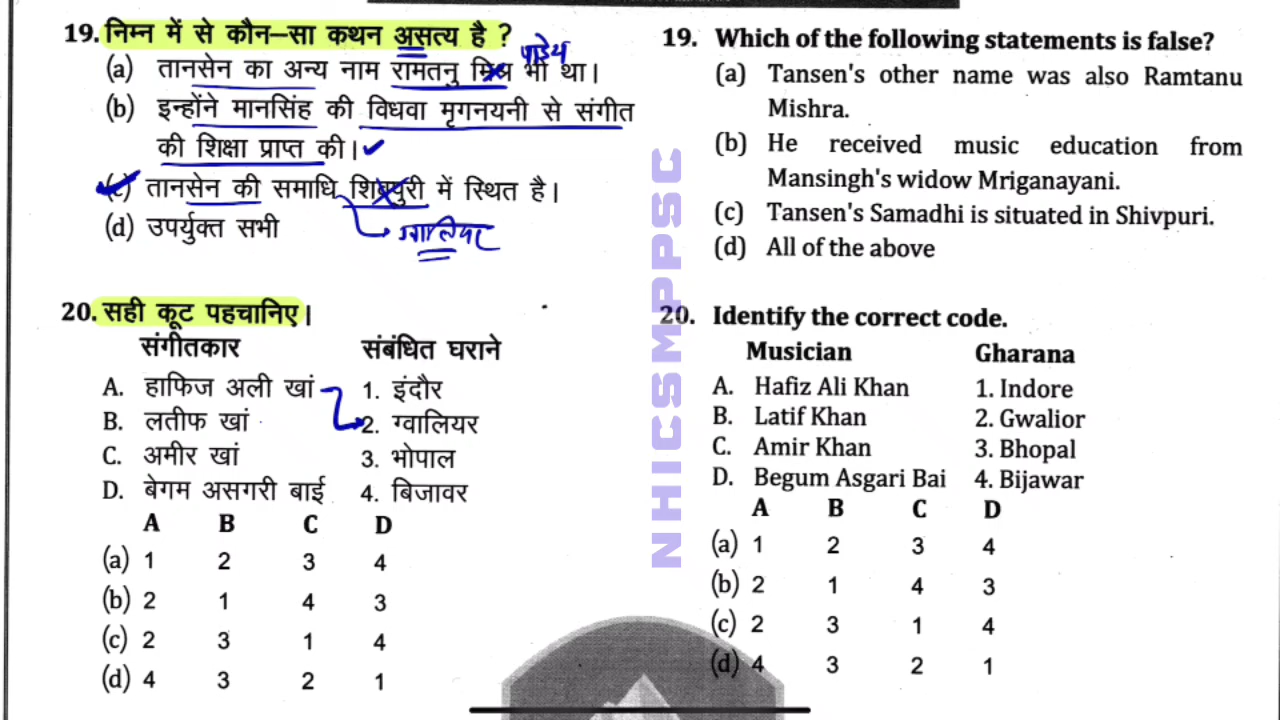 19. निम्न में से कौन–सा कथन असत्य है ?
पांडेय
(a) तानसेन का अन्य नाम रामतनु मिश्र भी था।
(b) इन्होंने मानसिंह की विधवा मृगनयनी से संगीत
की शिक्षा प्राप्त की।
(c) तानसेन की समाधि शिवपुरी में स्थित है।
(d) उपर्युक्त सभी
ग्वालियर
20. सही कूट पहचानिए।
संगीतकार संबंधित घराने
A. हाफिज अली खां 1. इंदौर
B. लतीफ खां 2. ग्वालियर
C. अमीर खां 3. भोपाल
D. बेगम असगरी बाई 4. बिजावर
A B C D
(a) 1 2 3 4
(b) 2 1 4 3
(c) 2 3 1 4
(d) 4 3 2 1
NHICSMPPSC
19. Which of the following statements is false?
(a) Tansen's other name was also Ramtanu
Mishra.
(b) He received music education from
Mansingh's widow Mriganayani.
(c) Tansen's Samadhi is situated in Shivpuri.
(d) All of the above
20. Identify the correct code.
Musician Gharana
A. Hafiz Ali Khan 1. Indore
B. Latif Khan 2. Gwalior
C. Amir Khan 3. Bhopal
D. Begum Asgari Bai 4. Bijawar
A B C D
(a) 1 2 3 4
(b) 2 1 4 3
(c) 2 3 1 4
(d) 4 3 2 1